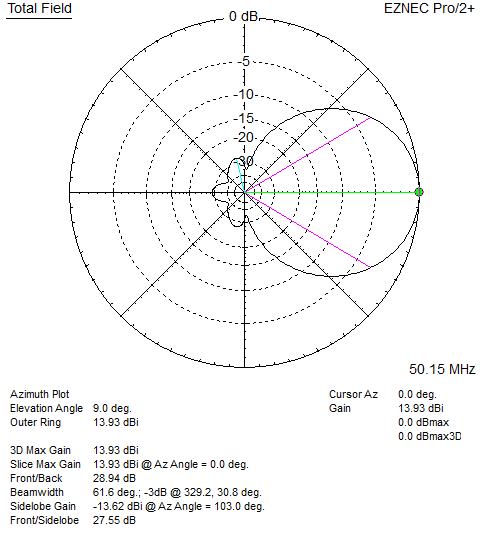 Total Field
EZNEC Pro/2+
0 dB
-5
-10
-15
-20
-30
50.15 MHz
Azimuth Plot
Elevation Angle 9.0 deg.
Outer Ring 13.93 dBi
3D Max Gain 13.93 dBi
Slice Max Gain 13.93 dBi @ Az Angle = 0.0 deg.
Front/Back 28.94 dB
Beamwidth 61.6 deg.; -3dB @ 329.2, 30.8 deg.
Sidelobe Gain -13.62 dBi @ Az Angle = 103.0 deg.
Front/Sidelobe 27.55 dB
Cursor Az 0.0 deg.
Gain 13.93 dBi
0.0 dBmax
0.0 dBmax3D